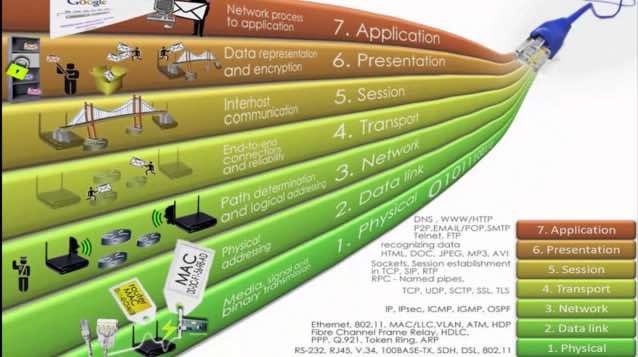 Google
Network process
to application
7. Application
Data representation
and encryption
6. Presentation
Interhost
communication
5. Session
End-to-end
connections
and reliability
4. Transport
Path determination
and logical addressing
3. Network
Physical
addressing
2. Data link
Media, signal and
binary transmission
1. Physical
MAC
router
MAC
DNS , WWW/HTTP
P2P,EMAIL/POP,SMTP
Telnet, FTP
7. Application
recognizing data
HTML, DOC, JPEG, MP3, AVI
6. Presentation
Sockets, Session establishment
in TCP, SIP, RTP
RPC - Named pipes,
5. Session
TCP, UDP, SCTP, SSL, TLS
4. Transport
IP, IPsec, ICMP, IGMP, OSPF
3. Network
Ethernet, 802.11, MAC/LLC,VLAN, ATM, HDP
Fibre Channel Frame Relay, HDLC,
PPP, Q.921, Token Ring, ARP
2. Data link
RS-232, RJ45, V.34, 100BASE-TX, SDH, DSL, 802.11
1. Physical